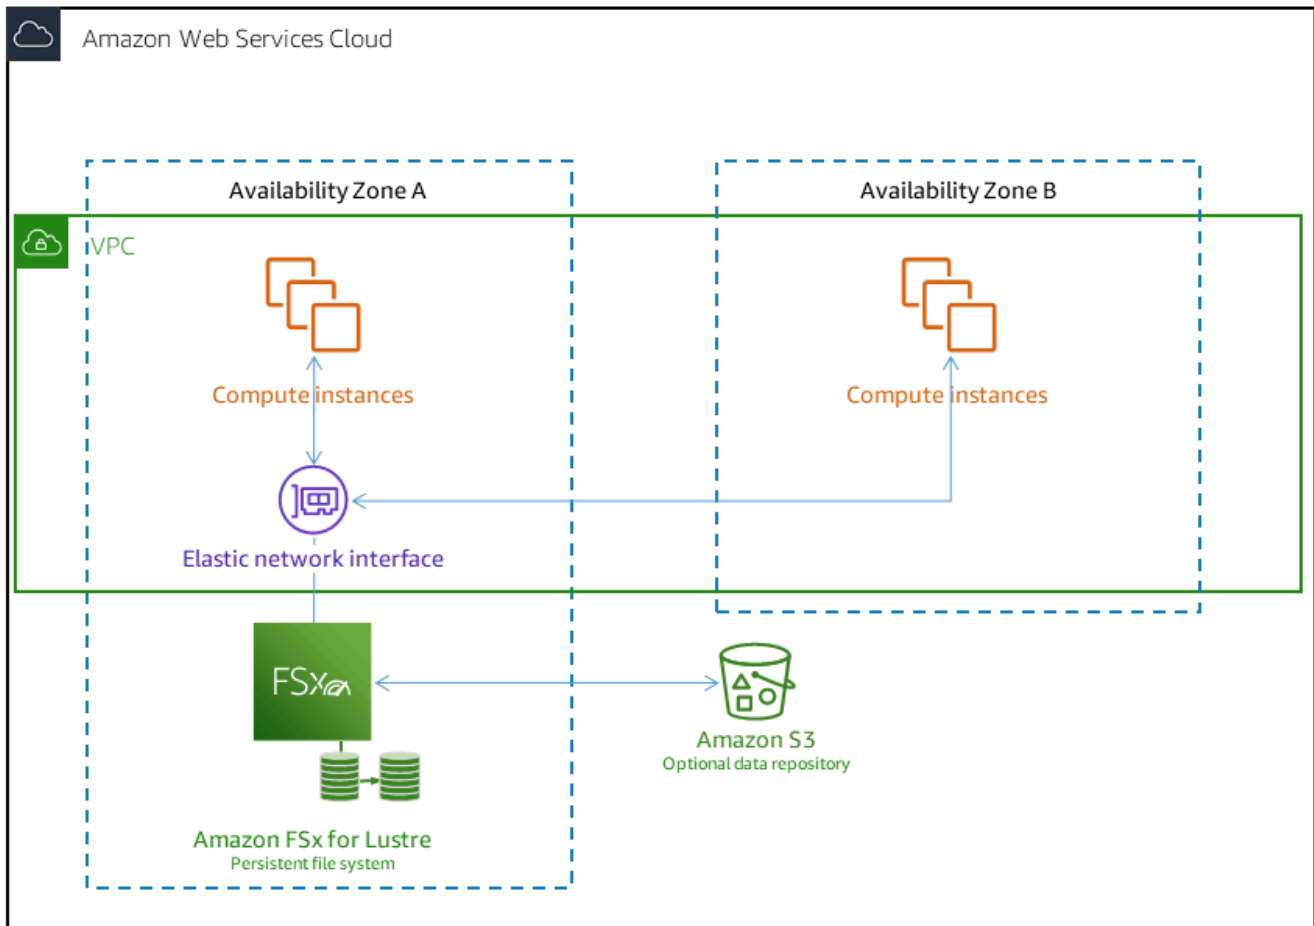 Amazon Web Services Cloud
Availability Zone A
Availability Zone B
VPC
Compute instances
Compute instances
Elastic network interface
FSx
Amazon S3
Optional data repository
Amazon FSx for Lustre
Persistent file system